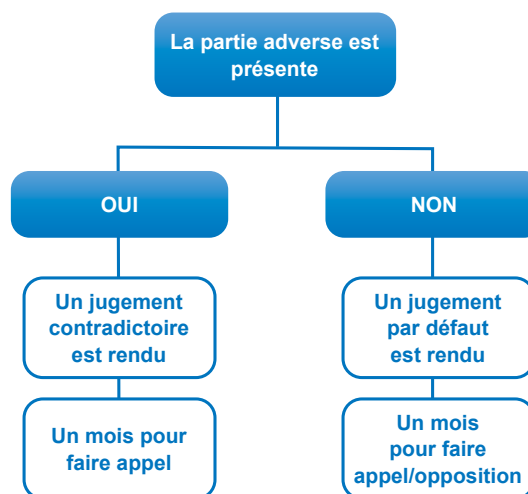 La partie adverse est
présente
OUI
NON
Un jugement
contradictoire
est rendu
Un jugement
par défaut
est rendu
Un mois pour
faire appel
Un mois
pour faire
appel/opposition